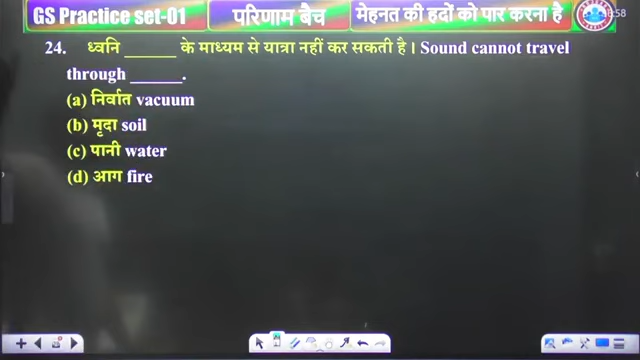 GS Practice set-01
परिणाम बैच
मेहनत की हदों को पार करना है
24. ध्वनि ______ के माध्यम से यात्रा नहीं कर सकती है । Sound cannot travel
through ______.
(a) निर्वात vacuum
(b) मृदा soil
(c) पानी water
(d) आग fire